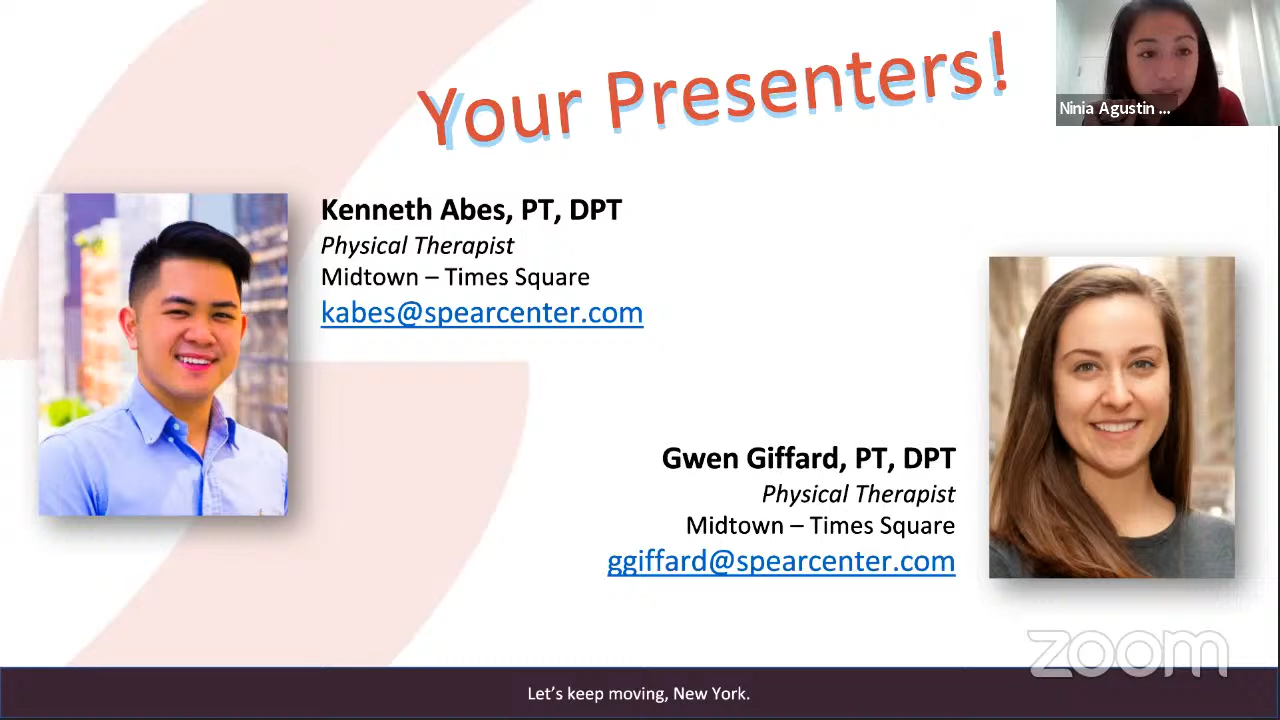 Your Presenters!
Ninia Agustin ...
Kenneth Abes, PT, DPT
Physical Therapist
Midtown – Times Square
kabes@spearcenter.com
Gwen Giffard, PT, DPT
Physical Therapist
Midtown – Times Square
ggiffard@spearcenter.com
zoom
Let's keep moving, New York.